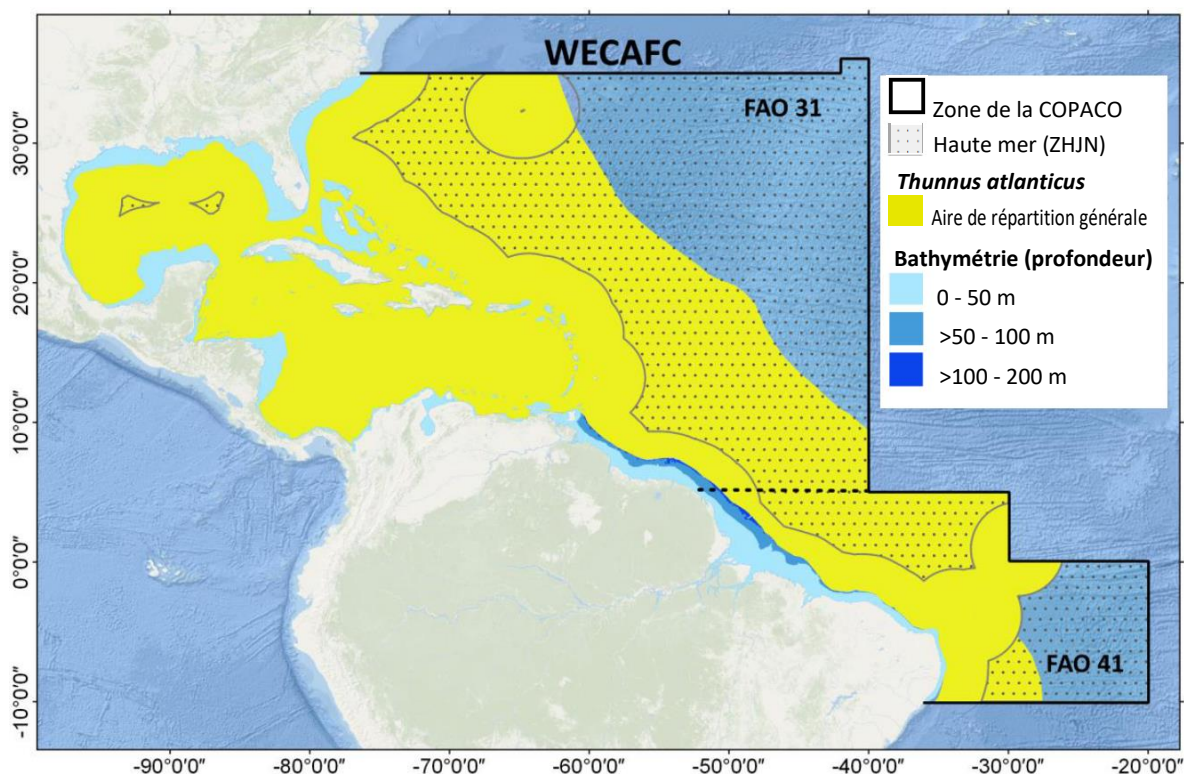 WECAFC
FAO 31
Zone de la COPACO
Haute mer (ZHJN)
Thunnus atlanticus
Aire de répartition générale
Bathymétrie (profondeur)
0 - 50 m
>50 - 100 m
>100 - 200 m
FAO 41
30°0'0"
20°0'0"
10°0'0"
0°0'0"
-10°0'0"
-90°0'0"
-80°0'0"
-70°0'0"
-60°0'0"
-50°0'0"
-40°0'0"
-30°0'0"
-20°0'0"